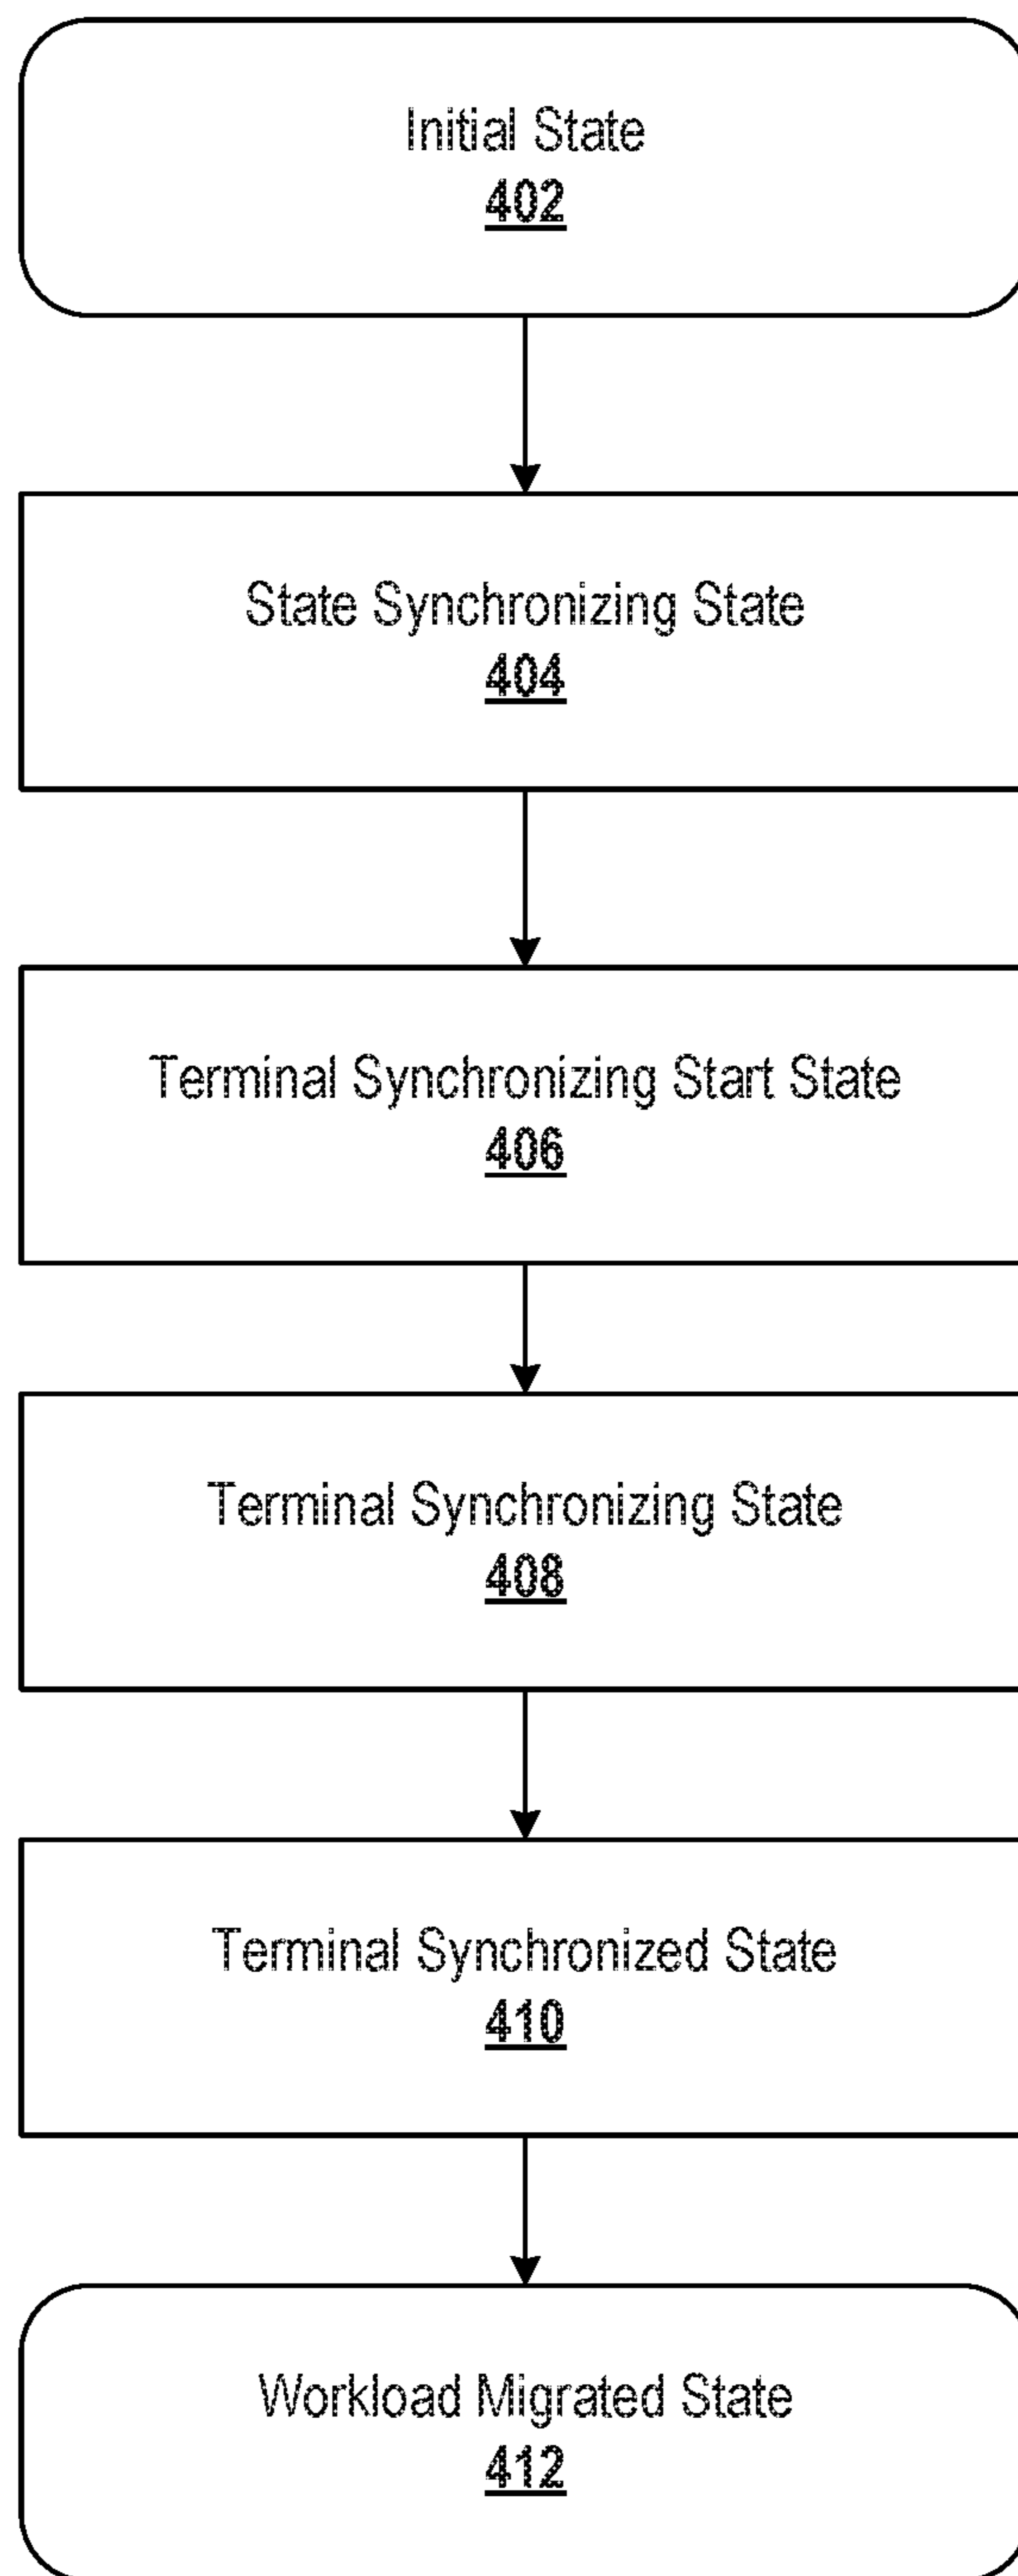 Initial State
402
State Synchronizing State
404
Terminal Synchronizing Start State
406
Terminal Synchronizing State
408
Terminal Synchronized State
410
Workload Migrated State
412